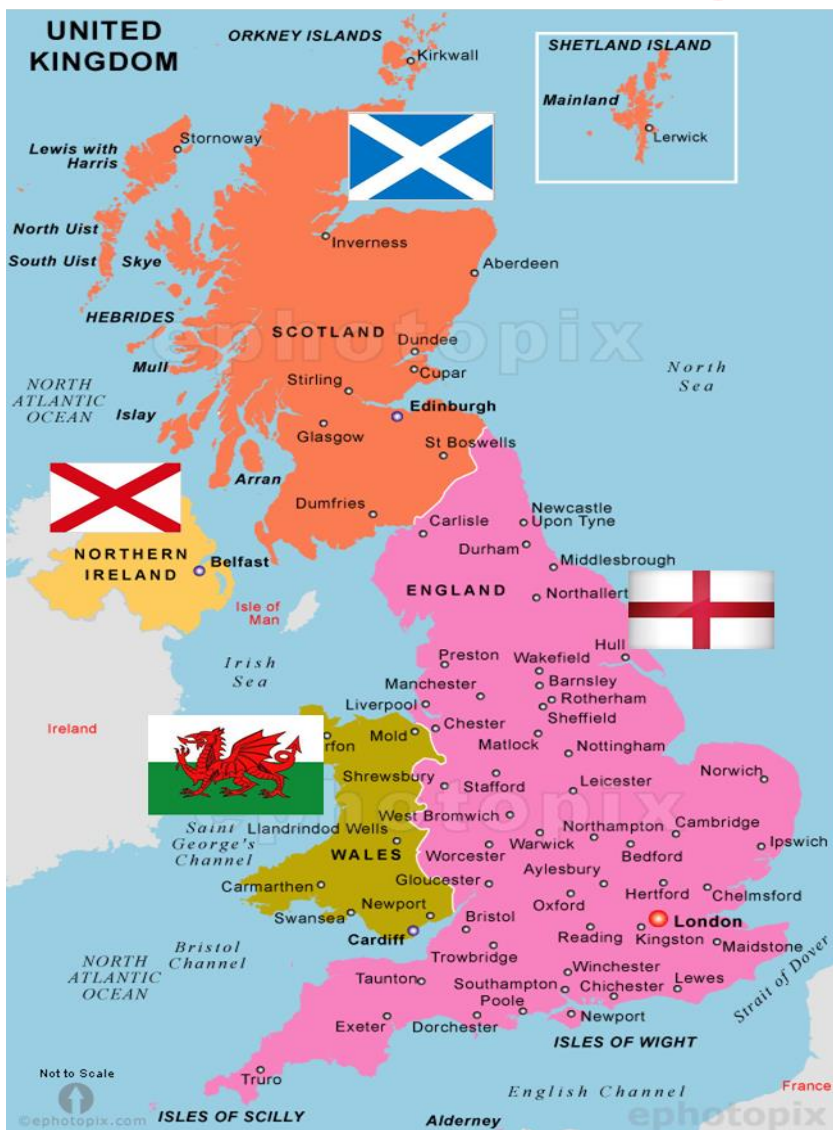 UNITED
KINGDOM
ORKNEY ISLANDS
Kirkwall
SHETLAND ISLAND
Mainland
Lerwick
Stornoway
Lewis with
Harris
North Uist
South Uist
Skye
Inverness
Aberdeen
HEBRIDES
ephotopix
SCOTLAND
Dundee
Cupar
Mull
Stirling
NORTH
ATLANTIC
OCEAN
North
Sea
Islay
Edinburgh
Glasgow
St Boswells
Arran
Dumfries
Carlisle
Newcastle
Upon Tyne
Durham
Middlesbrough
NORTHERN
IRELAND
Belfast
ENGLAND
Northallert
Isle of
Man
Irish
Sea
Hull
Preston
Wakefield
Barnsley
Manchester
Rotherham
Liverpool
Sheffield
Ireland
Chester
Mold
rfon
Matlock
Nottingham
Shrewsbury
Stafford
Leicester
Norwich
ephotopix
West Bromwich
Saint
George's
Channel
Llandrindod Wells
Northampton
Cambridge
WALES
Worcester
Warwick
Bedford
Ipswich
Carmarthen
Gloucester
Aylesbury
Hertford
Chelmsford
Swansea
Newport
Oxford
London
Cardiff
Bristol
Reading
Kingston
Maidstone
Bristol
Channel
Trowbridge
NORTH
ATLANTIC
OCEAN
Strait of Dover
Taunton
Winchester
Southampton
Chichester
Lewes
Poole
Exeter
Dorchester
Newport
ISLES OF WIGHT
Not to Scale
Truro
English Channel
France
©ephotopix.com
ISLES OF SCILLY
Alderney
ephotopix